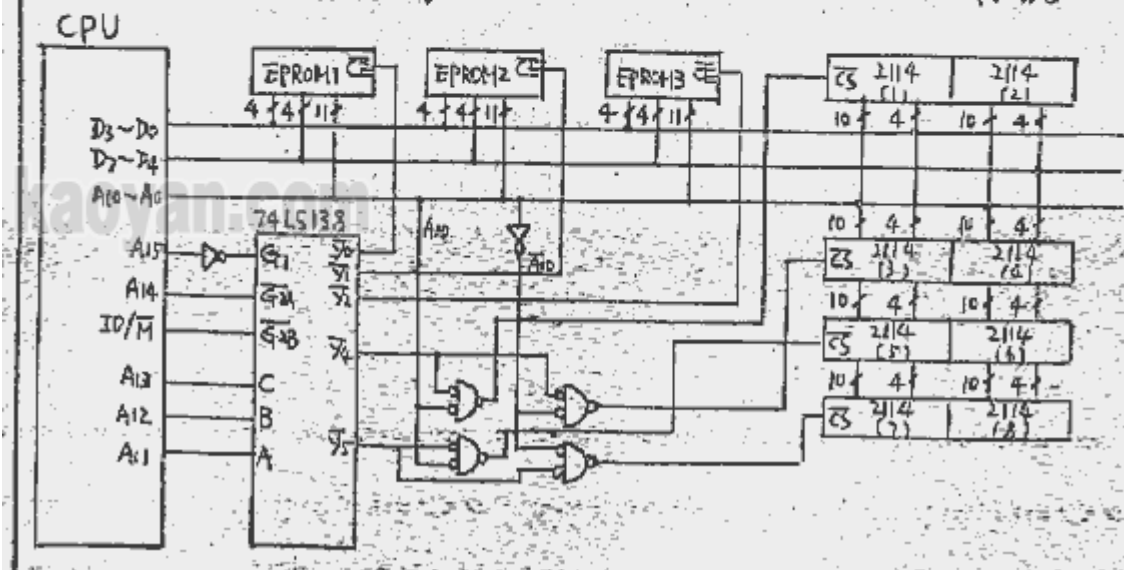 CPU
EPROM1 CE
EPROM2 CE
EPROM3 CE
CS 2114 (1) 2114 (2)
4 4 11
4 4 11
4 4 11
10 4 10 4
D3~D0
D7~D4
A10~A0
kaoyan.com
74LS138
A10
A10
10 4 10 4
A15 G1 Y0
Y1
CS 2114 (3) 2114 (4)
A14 G2A Y2
10 4 10 4
IO/M G2B Y4
CS 2114 (5) 2114 (6)
A13 C
10 4 10 4
A12 B
CS 2114 (7) 2114 (8)
A11 A Y5